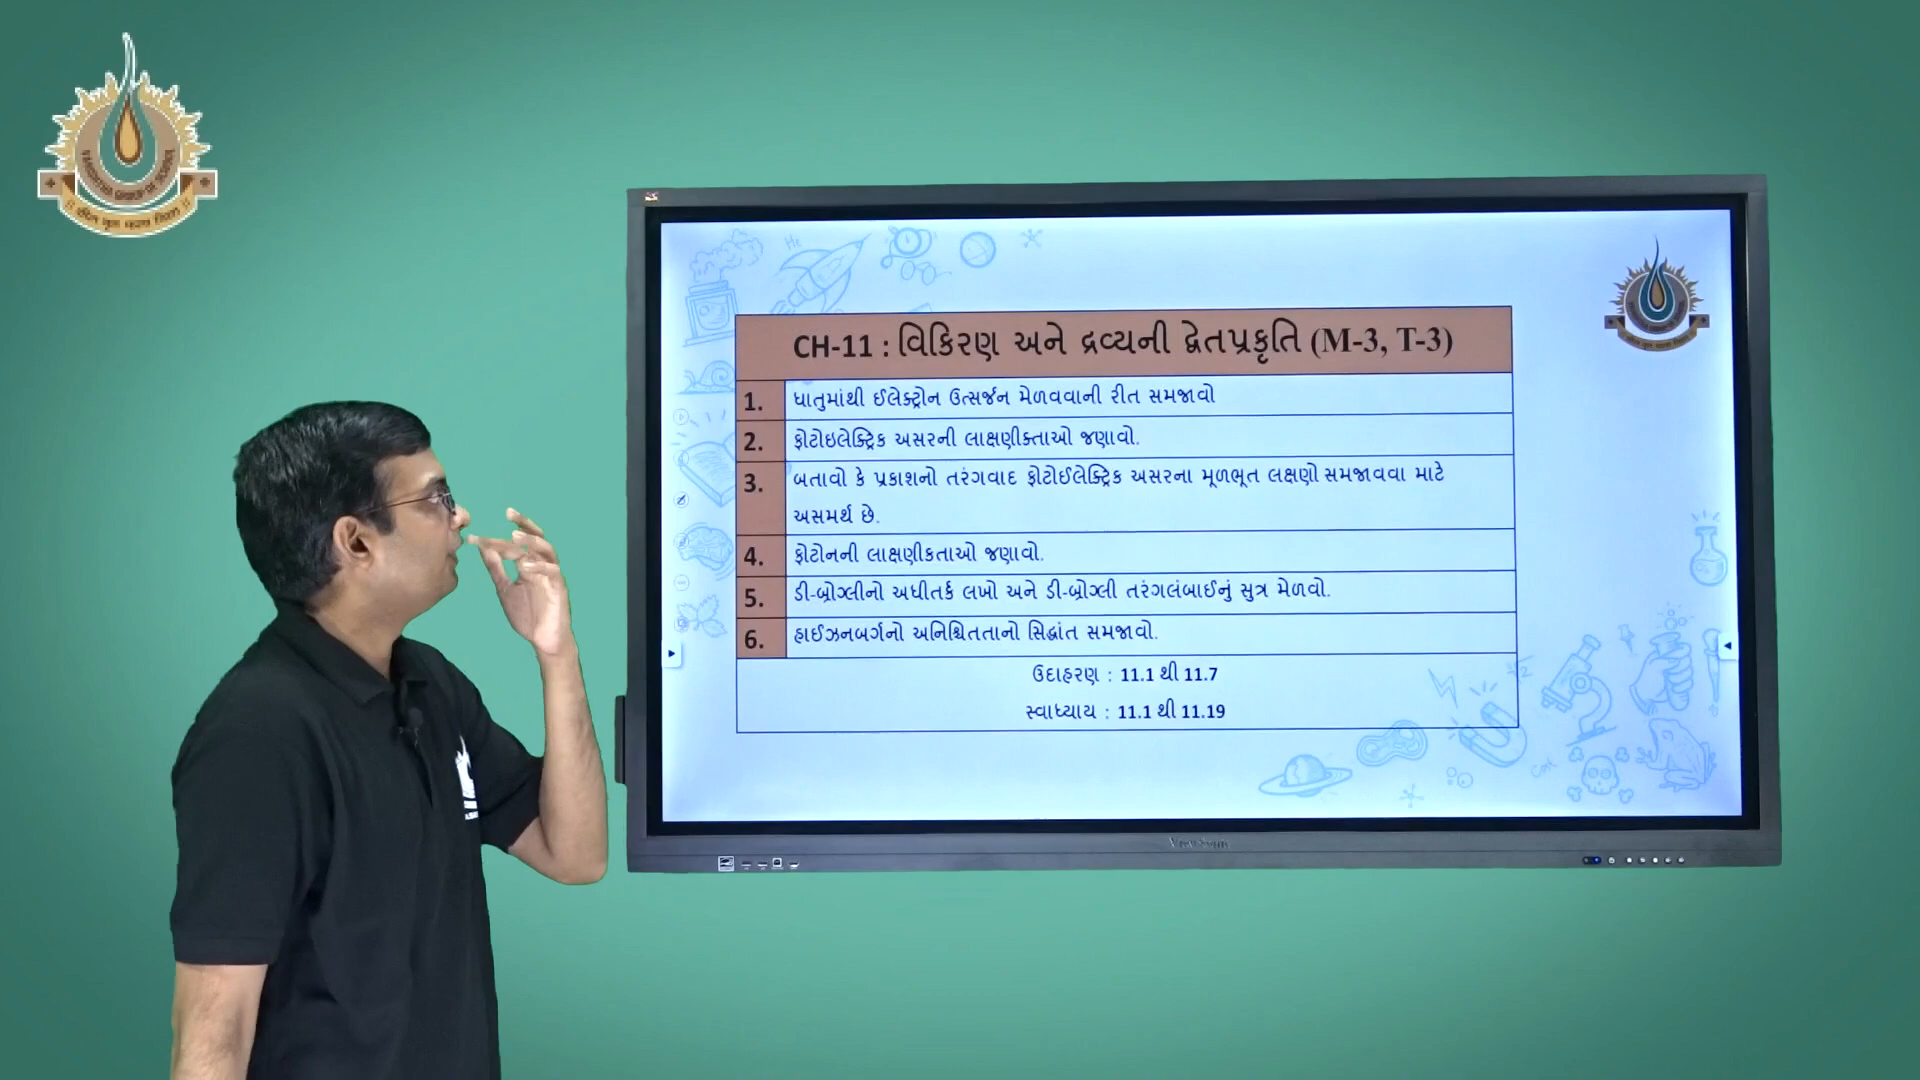 CH-11 : વિકિરણ અને દ્રવ્યની દ્વેતપ્રકૃતિ (M-3, T-3)
1. ધાતુમાંથી ઈલેક્ટ્રોન ઉત્સર્જન મેળવવાની રીત સમજાવો
2. ફોટોઇલેક્ટ્રિક અસરની લાક્ષણીક્તાઓ જણાવો.
3. બતાવો કે પ્રકાશનો તરંગવાદ ફોટોઈલેક્ટ્રિક અસરના મૂળભૂત લક્ષણો સમજાવવા માટે
અસમર્થ છે.
4. ફોટોનની લાક્ષણીકતાઓ જણાવો.
5. ડી-બ્રોગ્લીનો અધીતર્ક લખો અને ડી-બ્રોગ્લી તરંગલંબાઈનું સુત્ર મેળવો.
6. હાઈઝનબર્ગનો અનિશ્ચિતતાનો સિદ્ધાંત સમજાવો.
ઉદાહરણ : 11.1 થી 11.7
સ્વાધ્યાય : 11.1 થી 11.19
ViewSonic
He